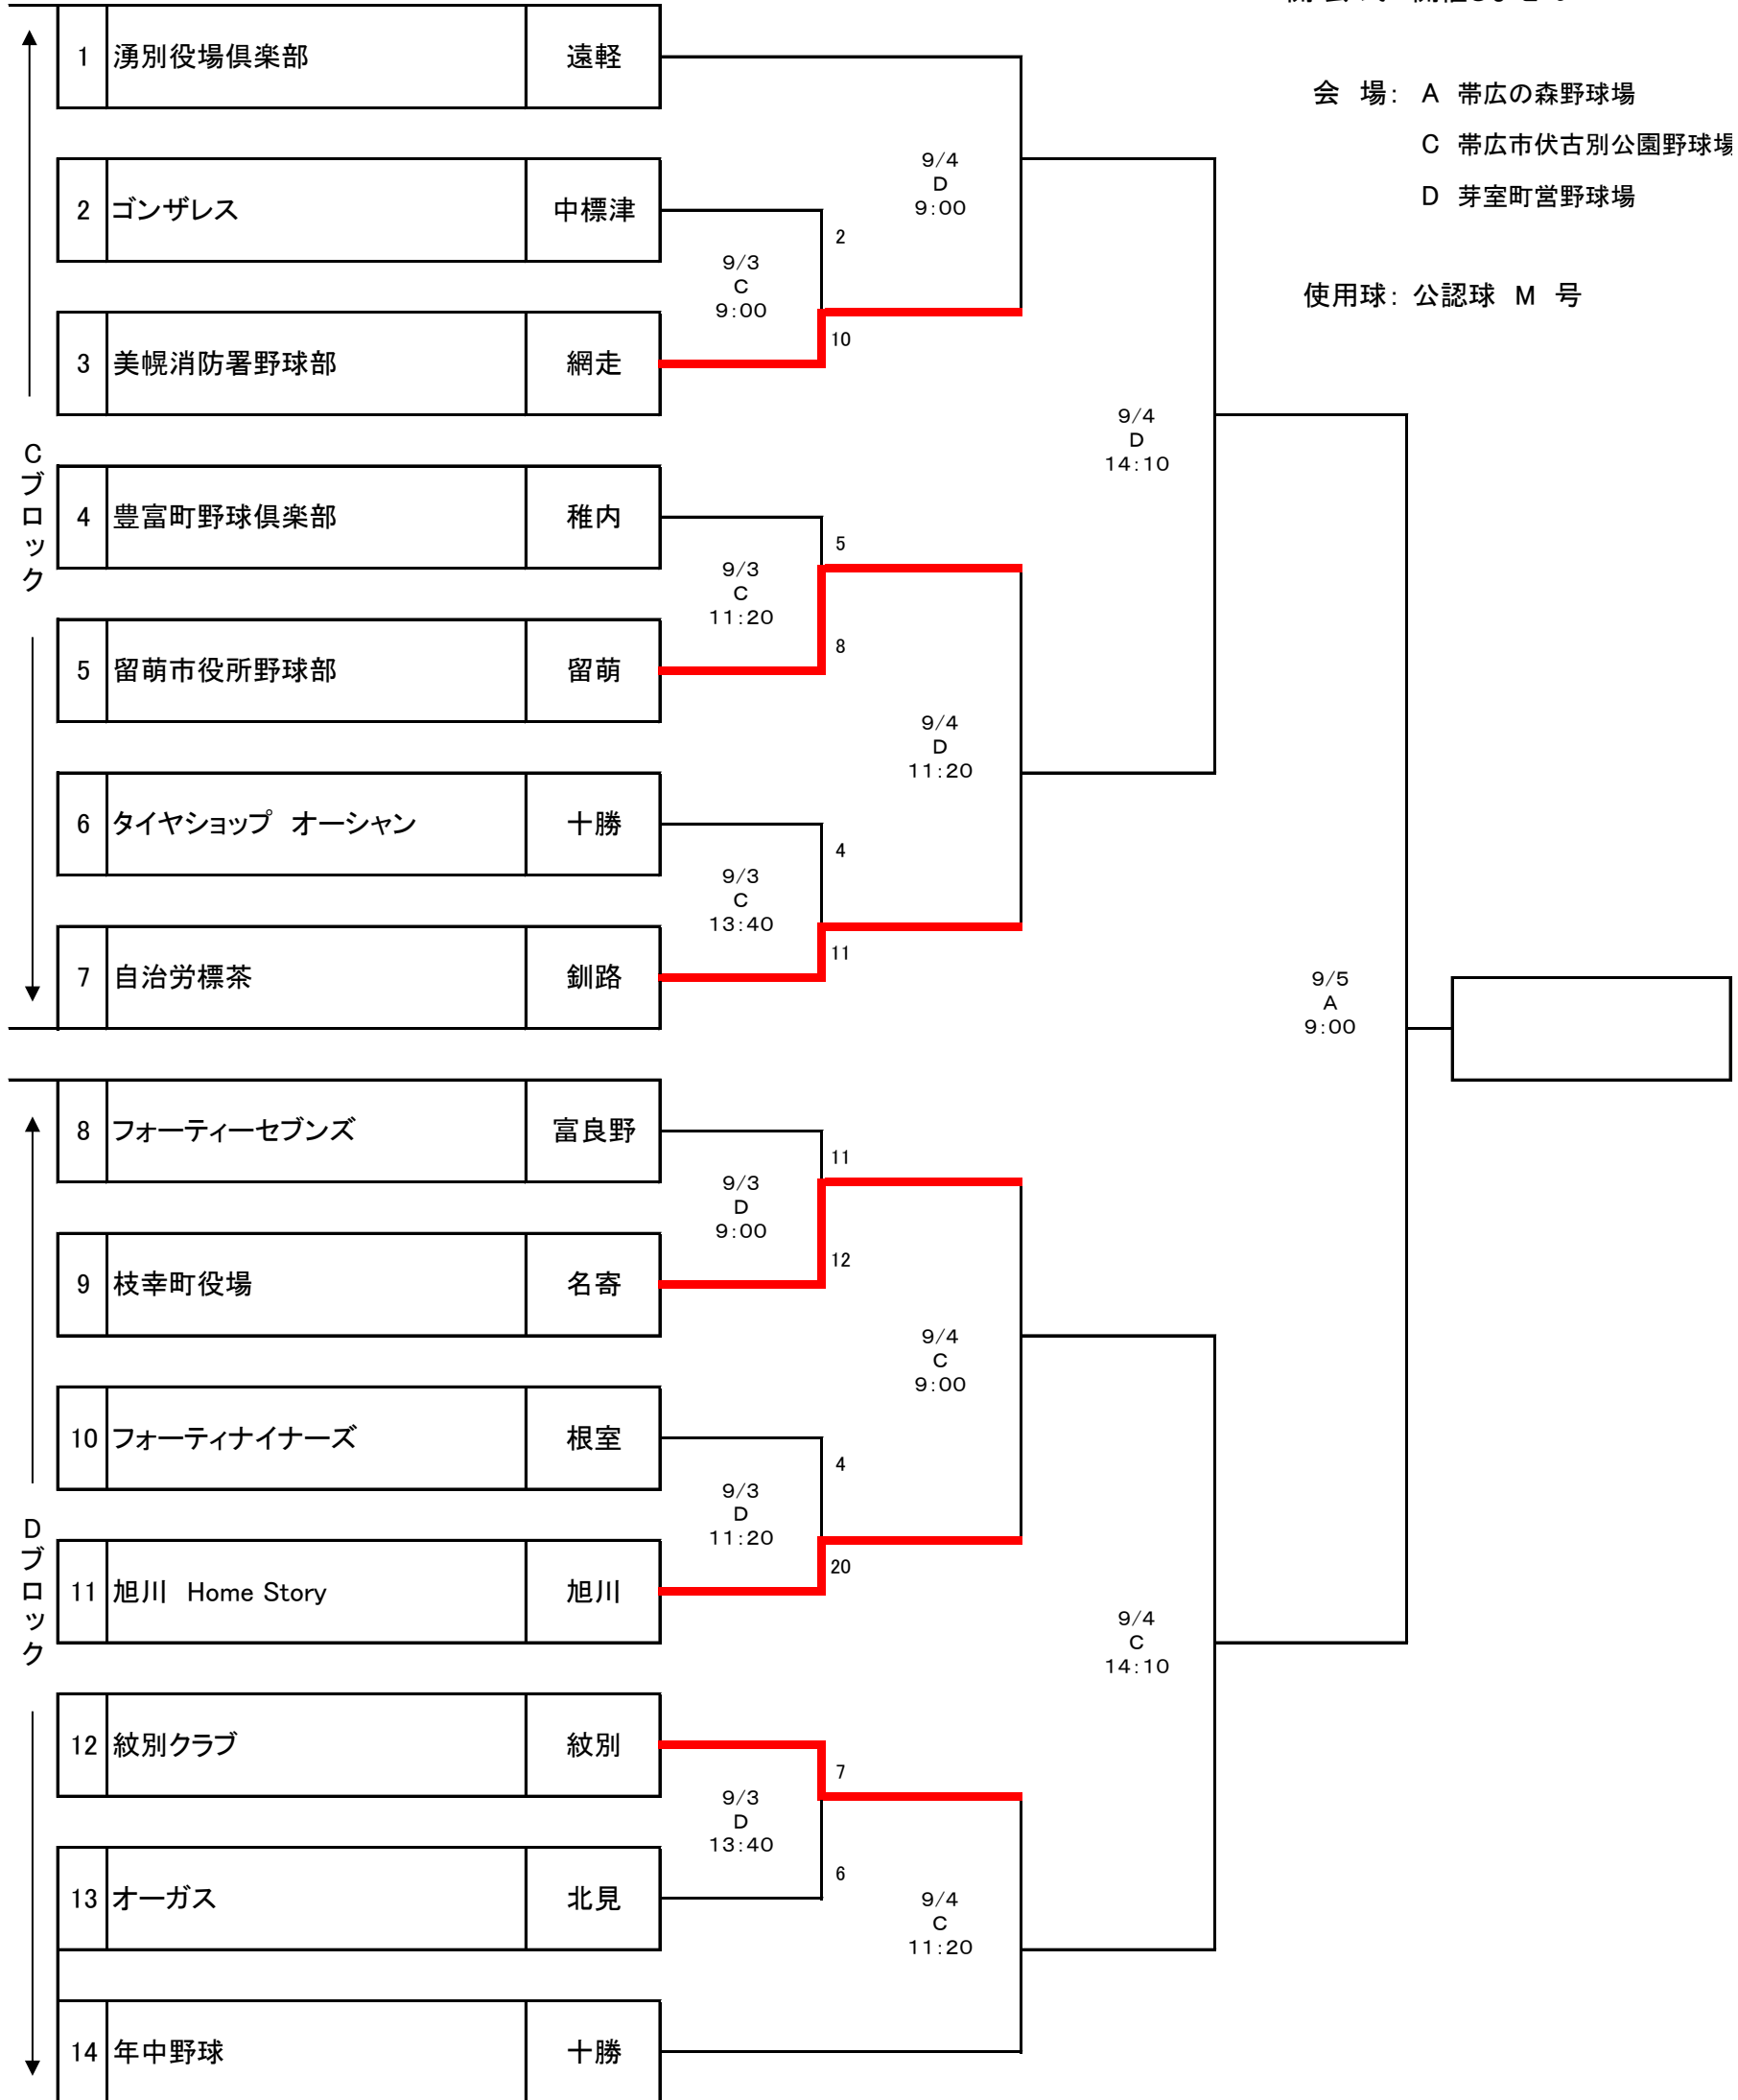 会 場: A 帯広の森野球場
C 帯広市伏古別公園野球場
D 芽室町営野球場
使用球: 公認球 M 号
Cブロック
1 湧別役場倶楽部 遠軽
2 ゴンザレス 中標津
3 美幌消防署野球部 網走
4 豊富町野球倶楽部 稚内
5 留萌市役所野球部 留萌
6 タイヤショップ オーシャン 十勝
7 自治労標茶 釧路
Dブロック
8 フォーティーセブンズ 富良野
9 枝幸町役場 名寄
10 フォーティナイナーズ 根室
11 旭川 Home Story 旭川
12 紋別クラブ 紋別
13 オーガス 北見
14 年中野球 十勝
9/3
C
9:00
2
10
9/3
C
11:20
5
8
9/3
C
13:40
4
11
9/3
D
9:00
11
12
9/3
D
11:20
4
20
9/3
D
13:40
7
6
9/4
D
9:00
9/4
D
11:20
9/4
C
9:00
9/4
C
11:20
9/4
D
14:10
9/4
C
14:10
9/5
A
9:00